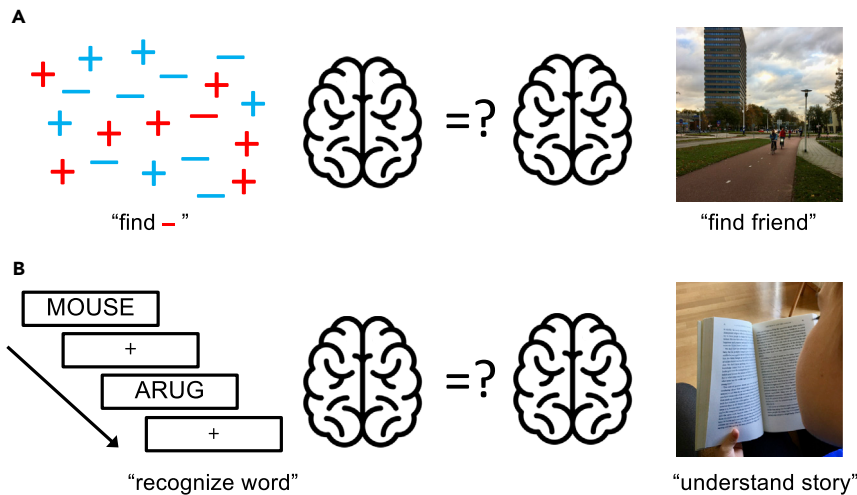 A
=?
“find – ”
“find friend”
B
MOUSE
+
ARUG
+
=?
“recognize word”
“understand story”